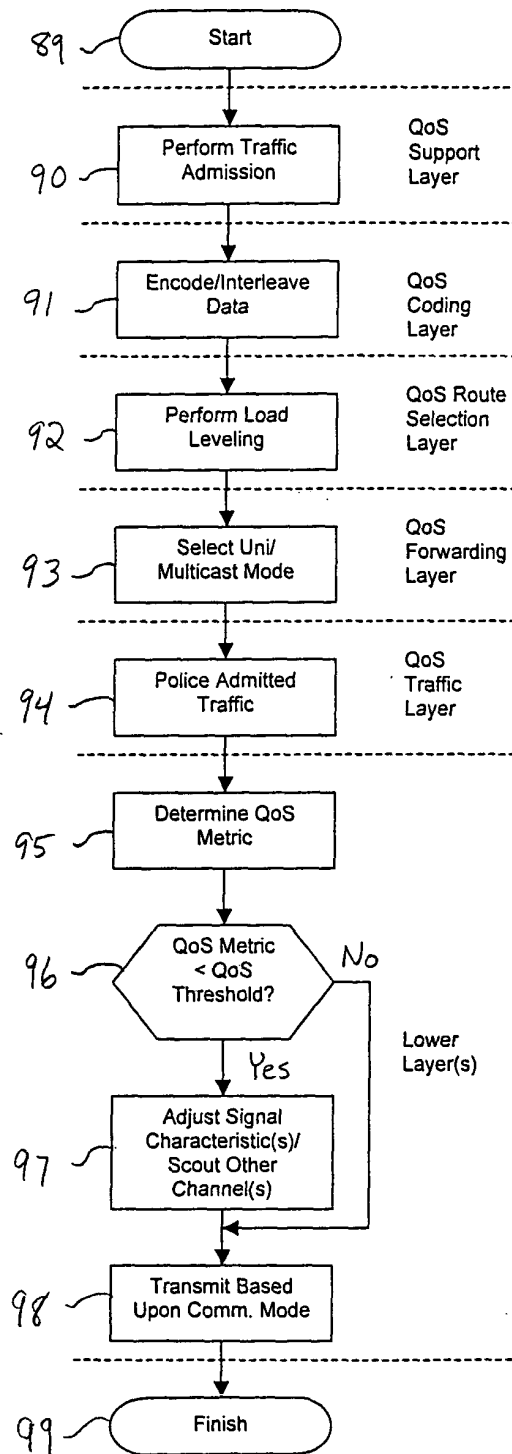 89
Start
90
Perform Traffic
Admission
QoS
Support
Layer
91
Encode/Interleave
Data
QoS
Coding
Layer
92
Perform Load
Leveling
QoS Route
Selection
Layer
93
Select Uni/
Multicast Mode
QoS
Forwarding
Layer
94
Police Admitted
Traffic
QoS
Traffic
Layer
95
Determine QoS
Metric
96
QoS Metric
< QoS
Threshold?
No
Yes
Lower
Layer(s)
97
Adjust Signal
Characteristic(s)/
Scout Other
Channel(s)
98
Transmit Based
Upon Comm. Mode
99
Finish